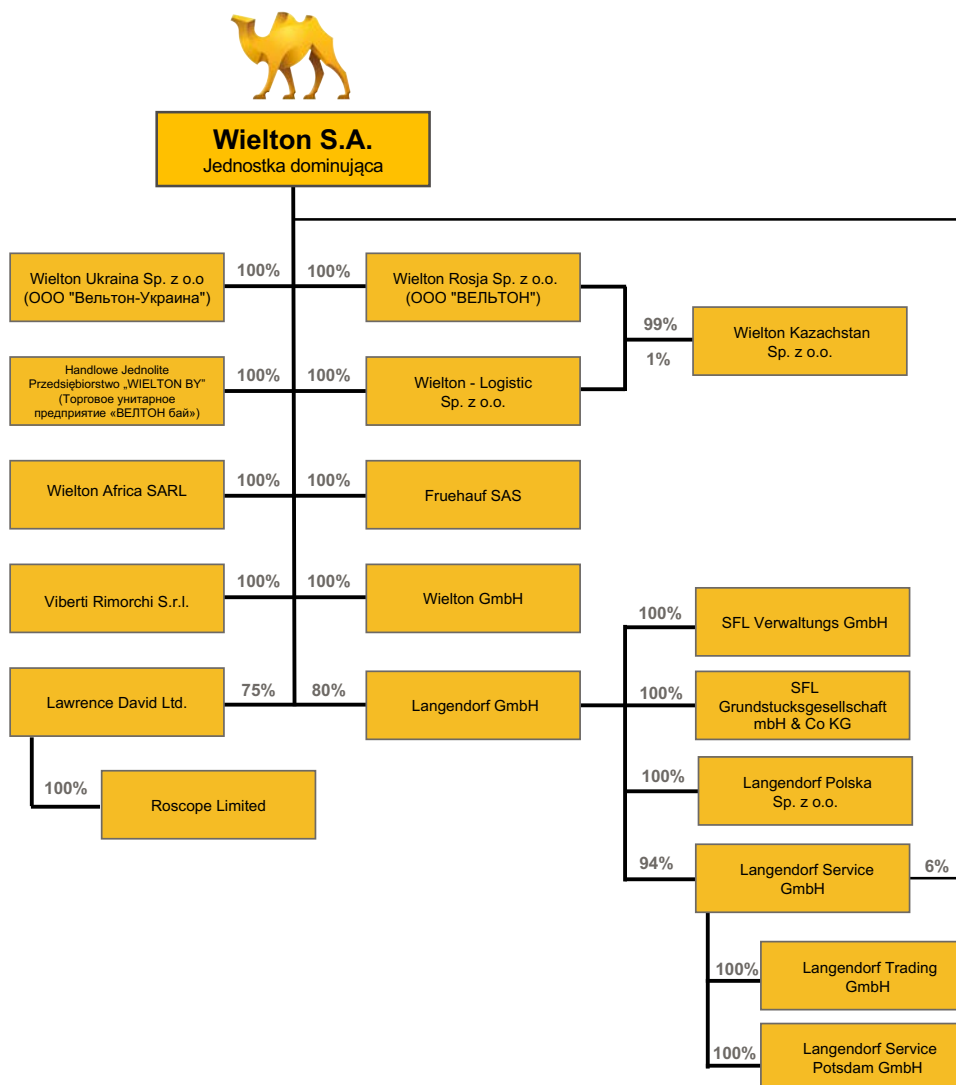 Wielton S.A.
Jednostka dominująca
Wielton Ukraina Sp. z o.o
(ООО "Вельтон-Украина")
100%
100%
Wielton Rosja Sp. z o.o.
(ООО "ВЕЛЬТОН")
99%
1%
Wielton Kazachstan
Sp. z o.o.
Handlowe Jednolite
Przedsiębiorstwo „WIELTON BY”
(Торговое унитарное
предприятие «ВЕЛТОН бай»)
100%
100%
Wielton - Logistic
Sp. z o.o.
Wielton Africa SARL
100%
100%
Fruehauf SAS
Viberti Rimorchi S.r.l.
100%
100%
Wielton GmbH
Lawrence David Ltd.
75%
80%
Langendorf GmbH
100%
Roscope Limited
100%
SFL Verwaltungs GmbH
100%
SFL
Grundstucksgesellschaft
mbH & Co KG
100%
Langendorf Polska
Sp. z o.o.
94%
Langendorf Service
GmbH
6%
100%
Langendorf Trading
GmbH
100%
Langendorf Service
Potsdam GmbH